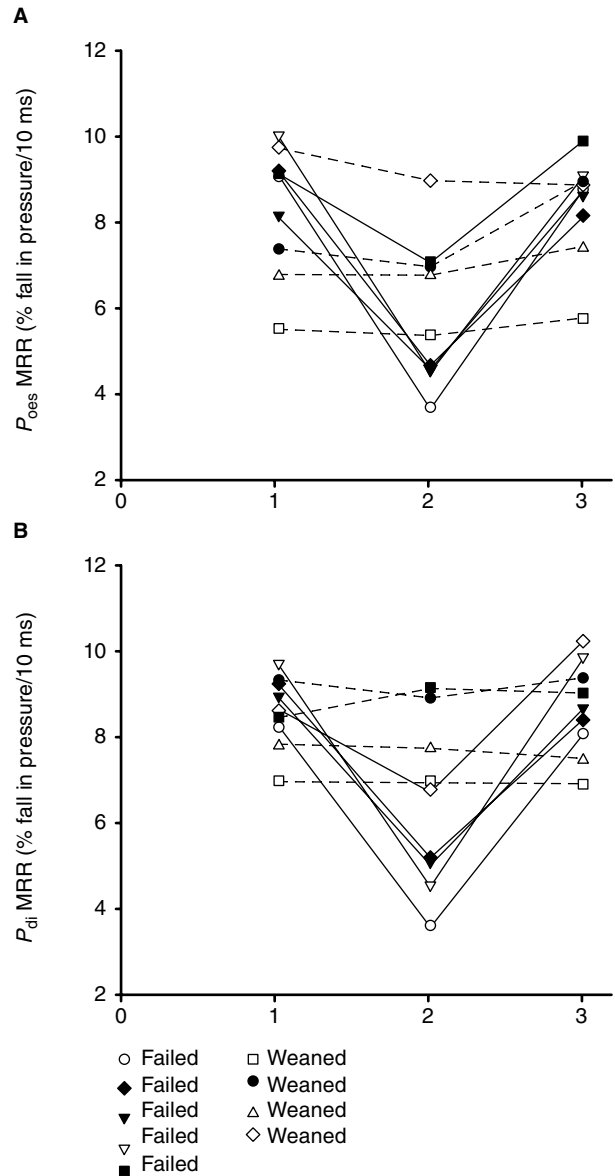 A
12
10
8
6
4
2
0 1 2 3
P_oes MRR (% fall in pressure/10 ms)
B
12
10
8
6
4
2
0 1 2 3
P_di MRR (% fall in pressure/10 ms)
Failed Weaned
Failed Weaned
Failed Weaned
Failed Weaned
Failed